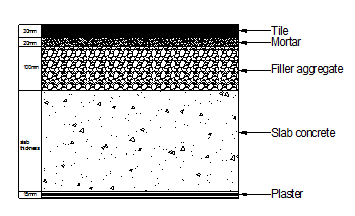 20mm
Tile
20mm
Mortar
100mm
Filler aggregate
slab
thickness
Slab concrete
15mm
Plaster